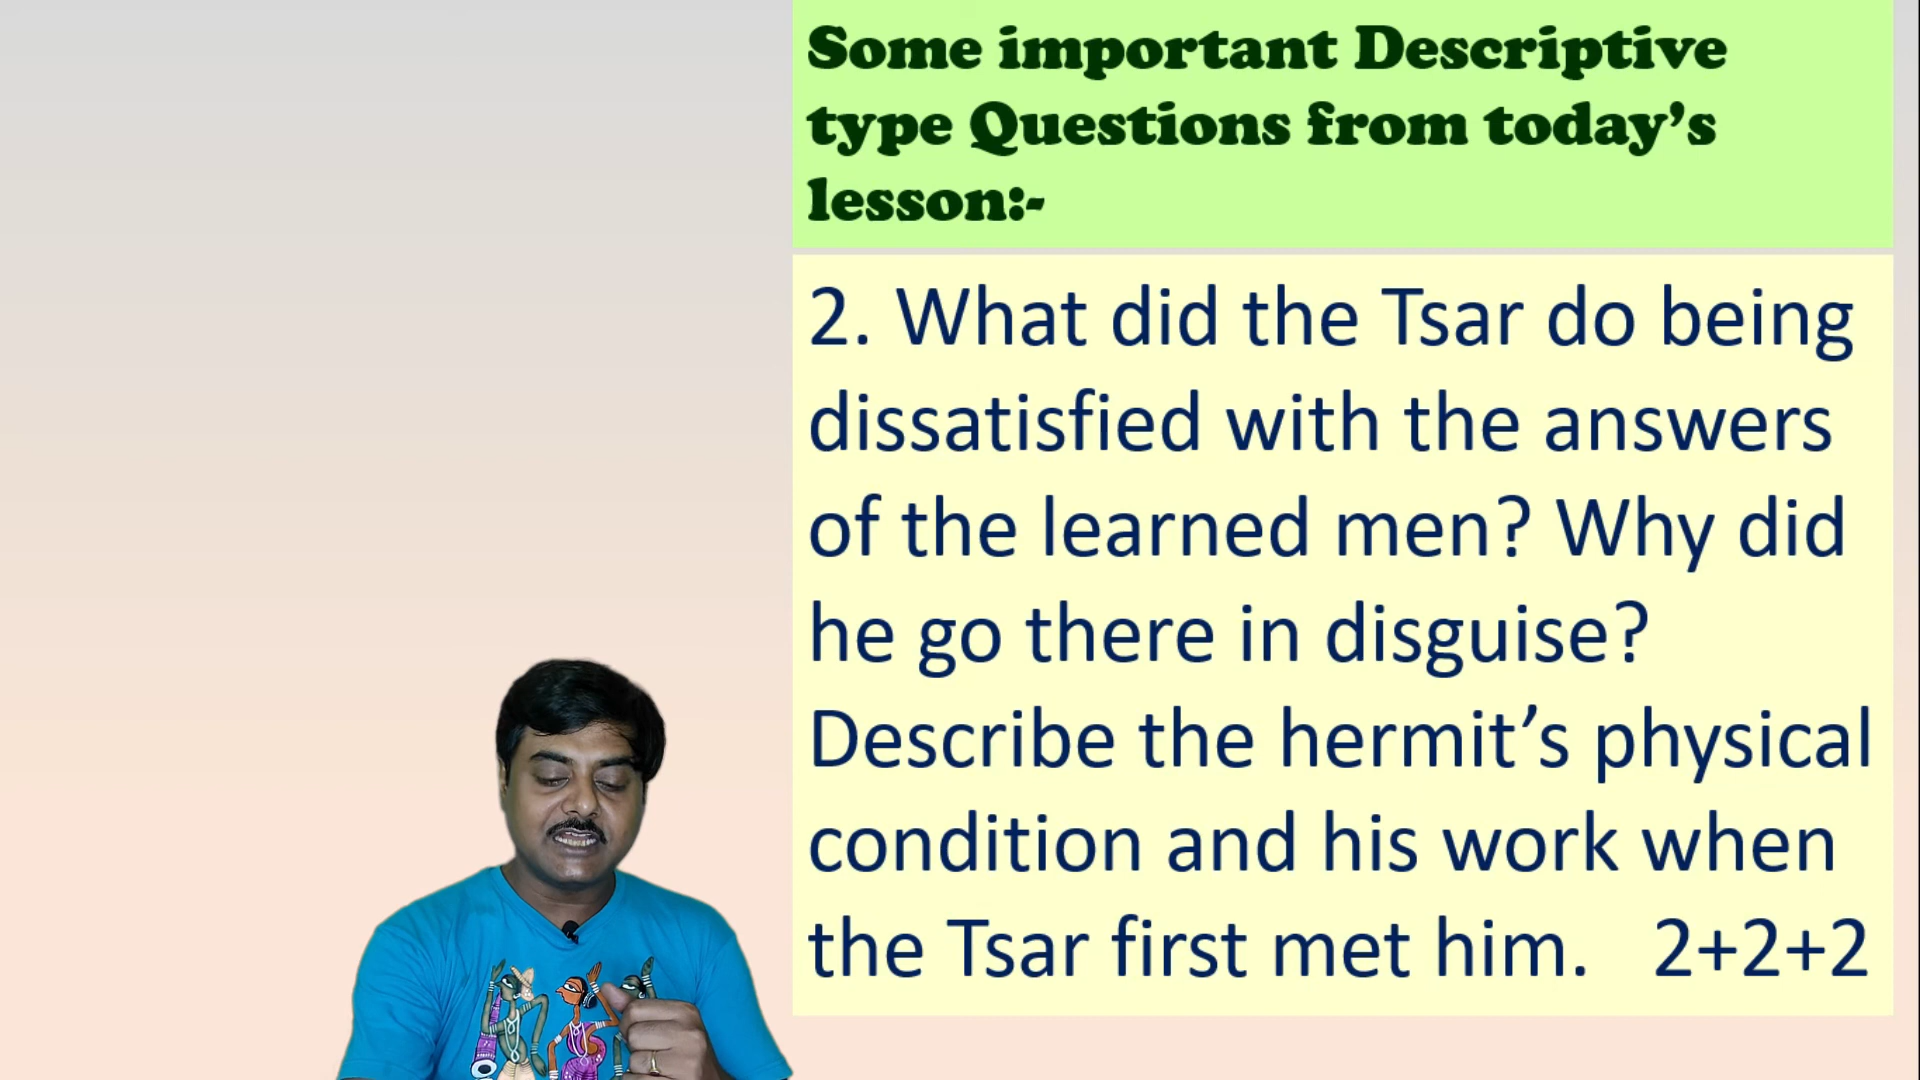 Some important Descriptive
type Questions from today’s
lesson:-
2. What did the Tsar do being
dissatisfied with the answers
of the learned men? Why did
he go there in disguise?
Describe the hermit’s physical
condition and his work when
the Tsar first met him. 2+2+2